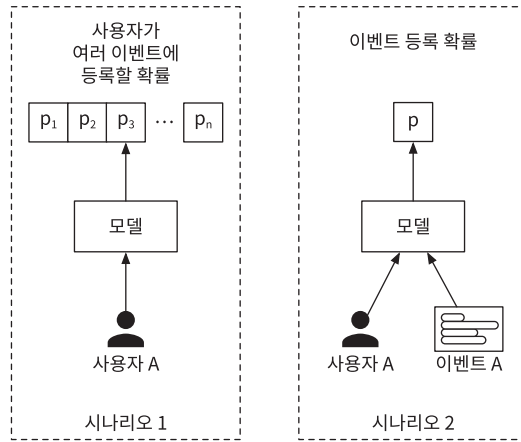 사용자가
여러 이벤트에
등록할 확률
p₁ p₂ p₃ ⋯ pₙ
모델
사용자 A
시나리오 1
이벤트 등록 확률
p
모델
사용자 A 이벤트 A
시나리오 2